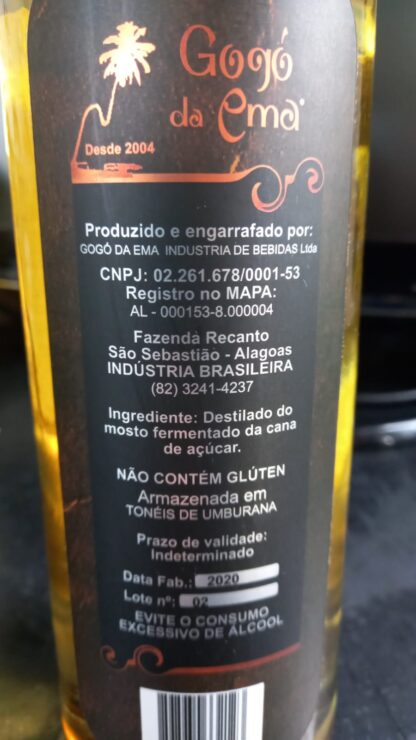 Gogó
da Ema
Desde 2004
Produzido e engarrafado por:
GOGÓ DA EMA INDUSTRIA DE BEBIDAS Ltda
CNPJ: 02.261.678/0001-53
Registro no MAPA:
AL - 000153-8.000004
Fazenda Recanto
São Sebastião - Alagoas
INDÚSTRIA BRASILEIRA
(82) 3241-4237
Ingrediente: Destilado do
mosto fermentado da cana
de açúcar.
NÃO CONTÉM GLÚTEN
Armazenada em
TONÉIS DE UMBURANA
Prazo de validade:
Indeterminado
Data Fab.: 2020
Lote nº: 02
EVITE O CONSUMO
EXCESSIVO DE ÁLCOOL